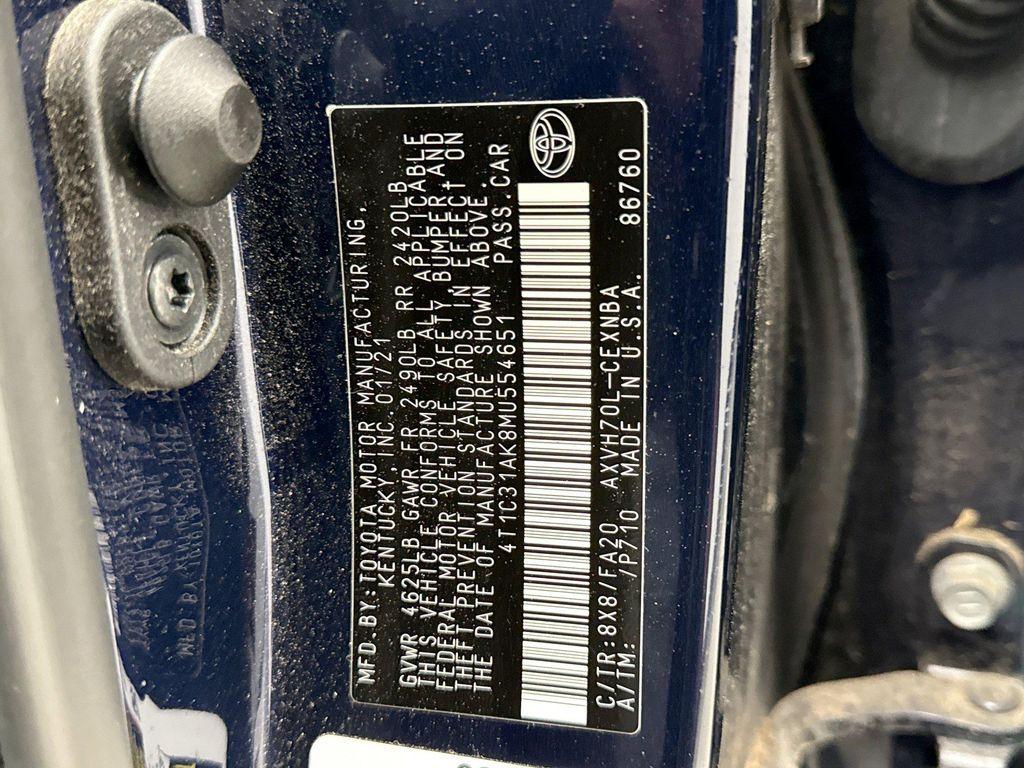 MFD.BY:TOYOTA MOTOR MANUFACTURING,
KENTUCKY, INC. 01/21
GVWR 4625LB GAWR FR 2490LB RR 2420LB
THIS VEHICLE CONFORMS TO ALL APPLICABLE
FEDERAL MOTOR VEHICLE SAFETY, BUMPER AND
THEFT PREVENTION STANDARDS IN EFFECT ON
THE DATE OF MANUFACTURE SHOWN ABOVE.
4T1C31AK8MU554651 PASS.CAR
C/TR:8X8/FA20 AXVH70L-CEXNBA 86760
A/TM: /P710 MADE IN U.S.A.